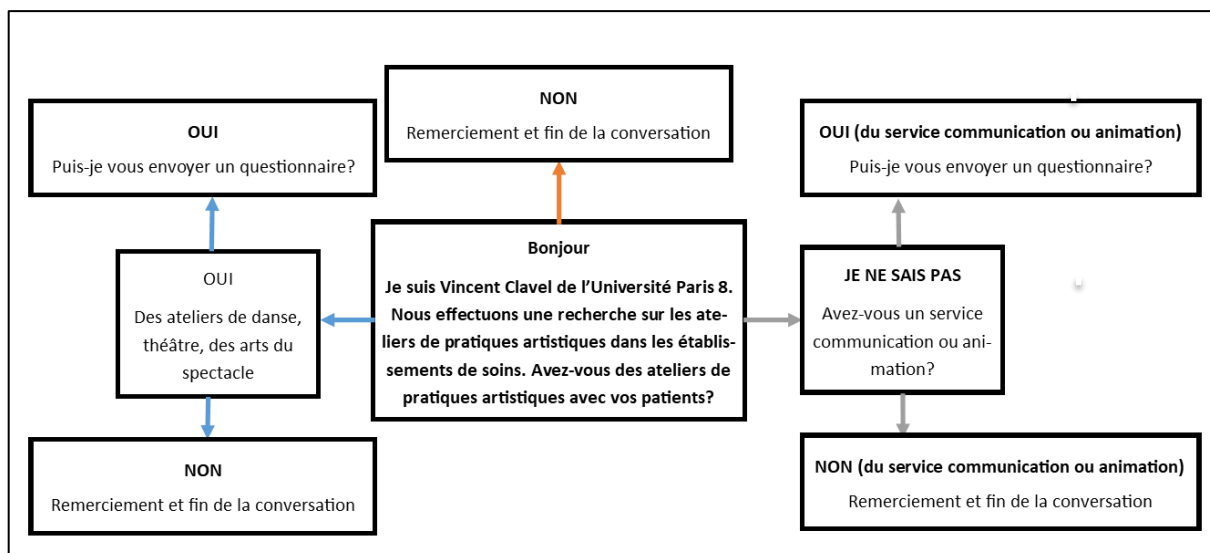 NON
Remerciement et fin de la conversation
OUI
Puis-je vous envoyer un questionnaire?
OUI (du service communication ou animation)
Puis-je vous envoyer un questionnaire?
OUI
Des ateliers de danse,
théâtre, des arts du
spectacle
Bonjour
Je suis Vincent Clavel de l’Université Paris 8.
Nous effectuons une recherche sur les ate-
liers de pratiques artistiques dans les établis-
sements de soins. Avez-vous des ateliers de
pratiques artistiques avec vos patients?
JE NE SAIS PAS
Avez-vous un service
communication ou ani-
mation?
NON
Remerciement et fin de la conversation
NON (du service communication ou animation)
Remerciement et fin de la conversation